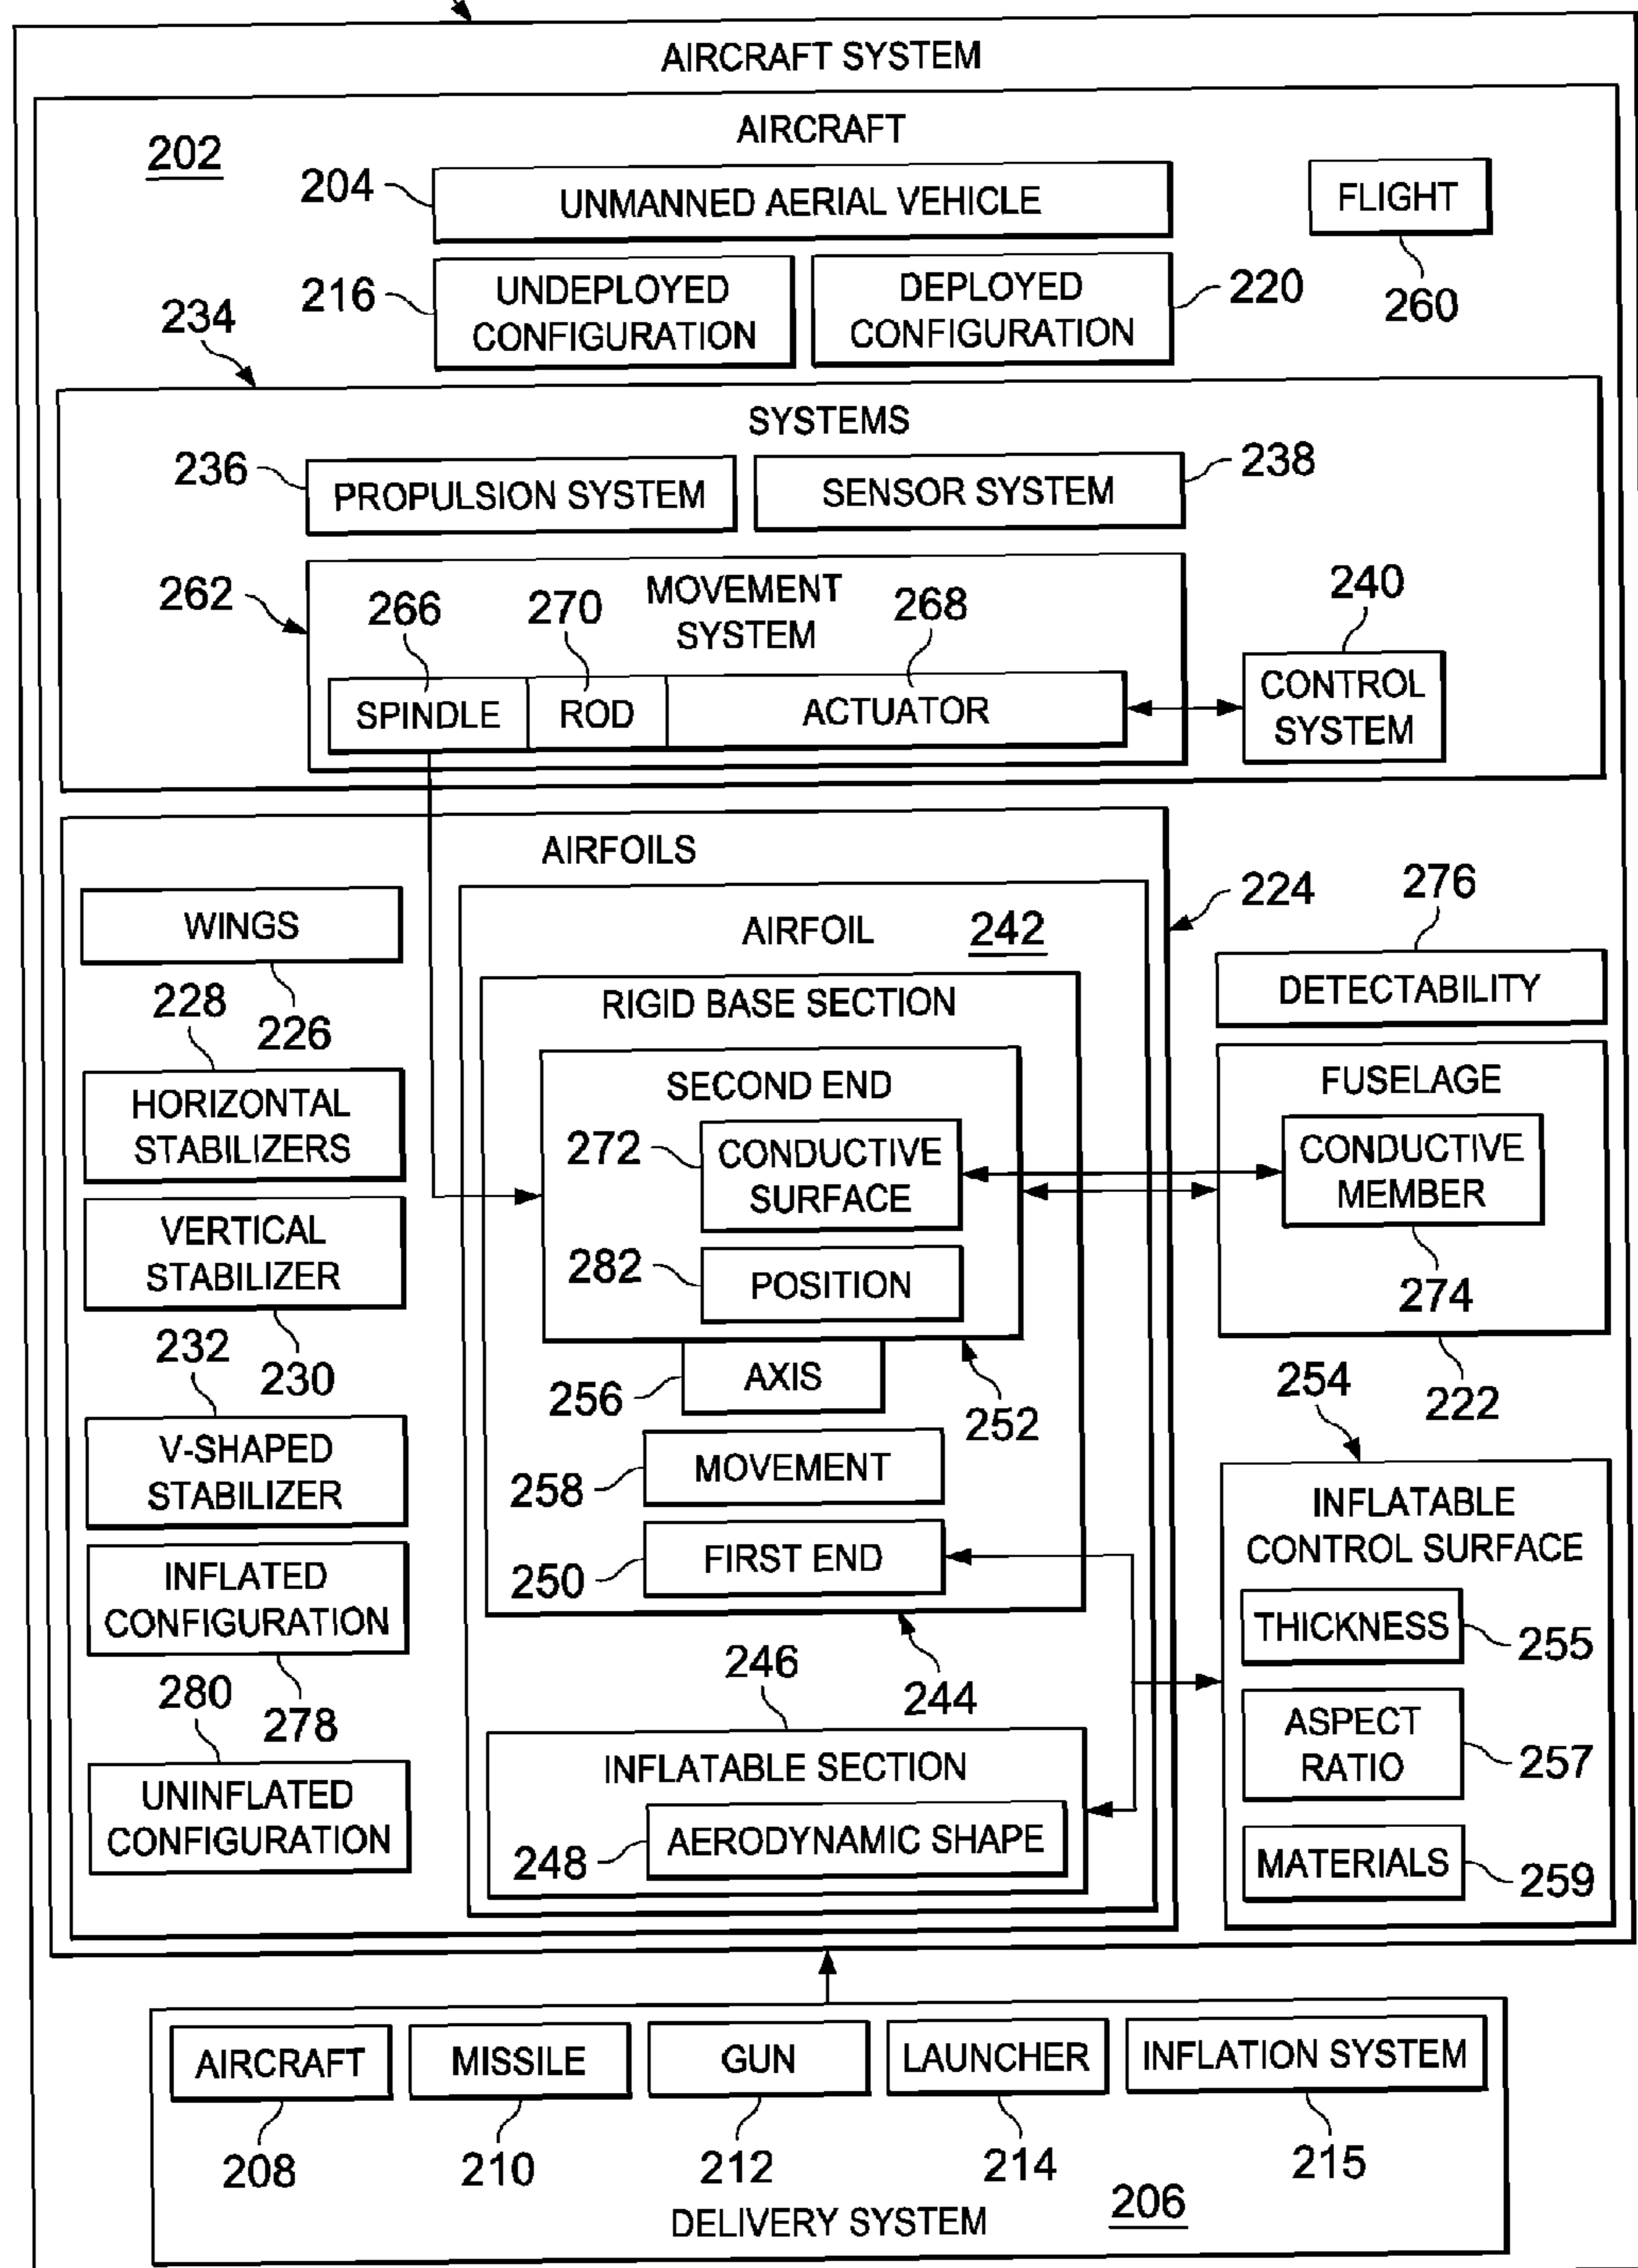 AIRCRAFT SYSTEM
AIRCRAFT
202
204
UNMANNED AERIAL VEHICLE
FLIGHT
260
216
UNDEPLOYED
CONFIGURATION
DEPLOYED
CONFIGURATION
220
234
SYSTEMS
236
PROPULSION SYSTEM
SENSOR SYSTEM
238
262
MOVEMENT
SYSTEM
266
270
268
SPINDLE
ROD
ACTUATOR
240
CONTROL
SYSTEM
AIRFOILS
224
WINGS
226
228
HORIZONTAL
STABILIZERS
VERTICAL
STABILIZER
230
232
V-SHAPED
STABILIZER
INFLATED
CONFIGURATION
278
280
UNINFLATED
CONFIGURATION
AIRFOIL
242
RIGID BASE SECTION
SECOND END
272
CONDUCTIVE
SURFACE
282
POSITION
256
AXIS
252
258
MOVEMENT
250
FIRST END
244
246
INFLATABLE SECTION
248
AERODYNAMIC SHAPE
276
DETECTABILITY
FUSELAGE
CONDUCTIVE
MEMBER
274
222
254
INFLATABLE
CONTROL SURFACE
THICKNESS
255
ASPECT
RATIO
257
MATERIALS
259
AIRCRAFT
MISSILE
GUN
LAUNCHER
INFLATION SYSTEM
208
210
212
214
215
DELIVERY SYSTEM
206